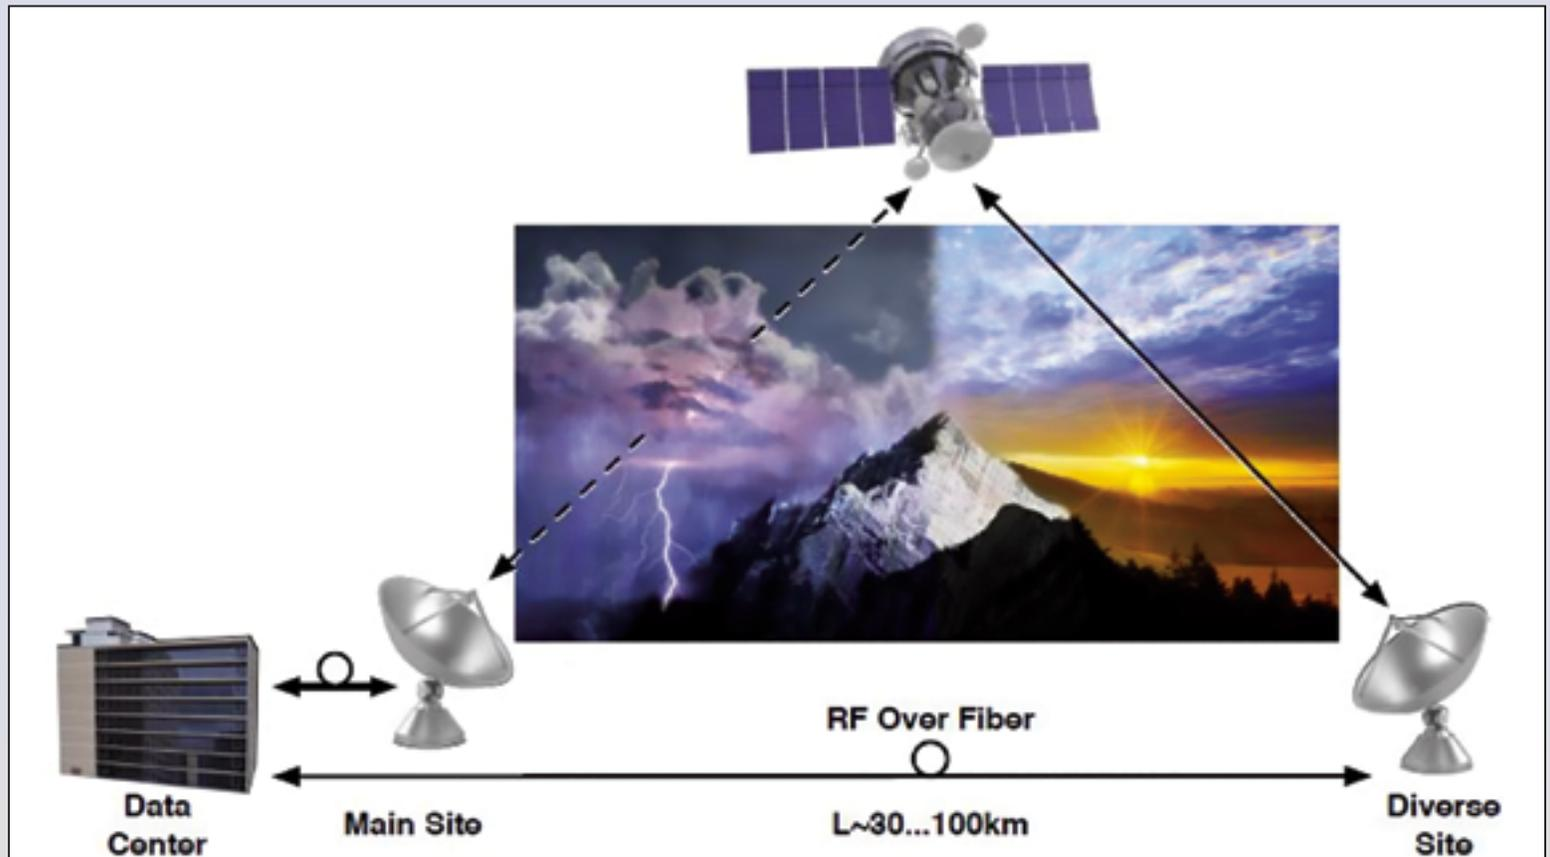 RF Over Fiber
Data
Center
Main Site
L~30...100km
Diverse
Site